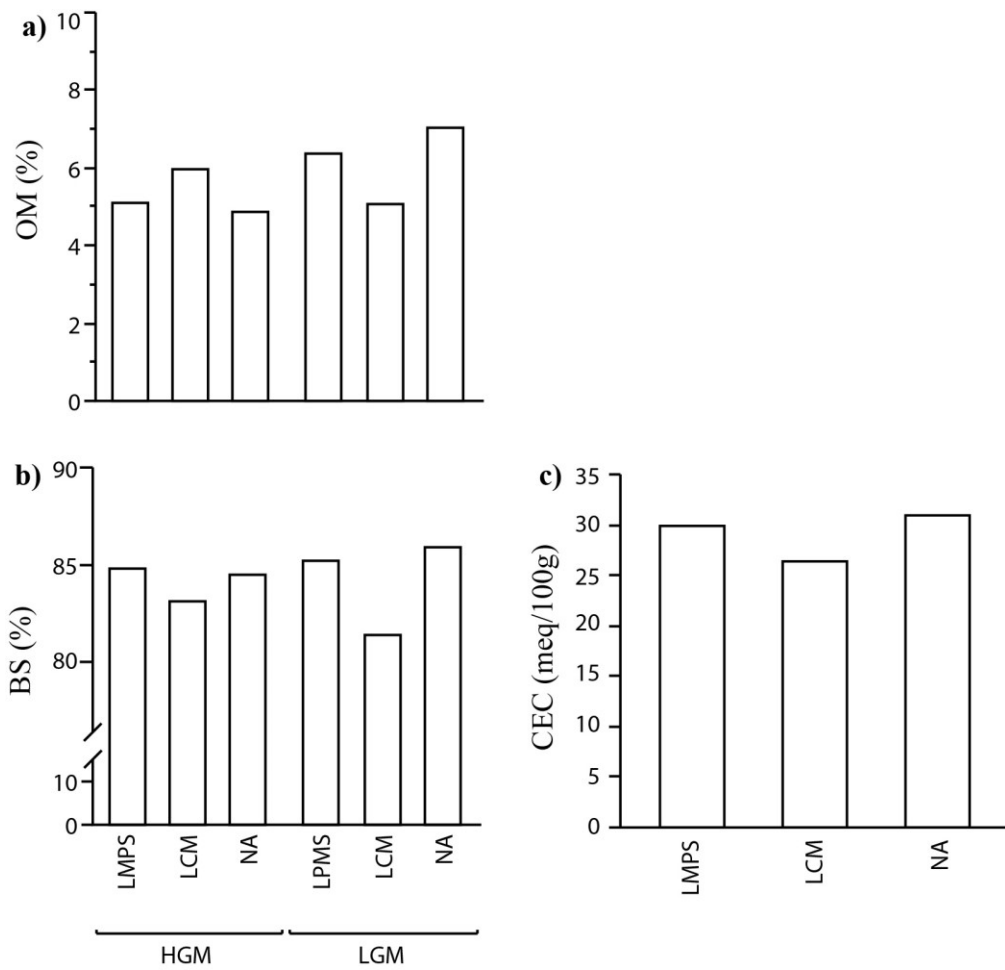 a)
OM (%)
10
8
6
4
2
0
b)
BS (%)
90
85
80
10
0
LMPS
LCM
NA
LPMS
LCM
NA
HGM
LGM
c)
CEC (meq/100g)
35
30
25
20
15
10
5
0
LMPS
LCM
NA